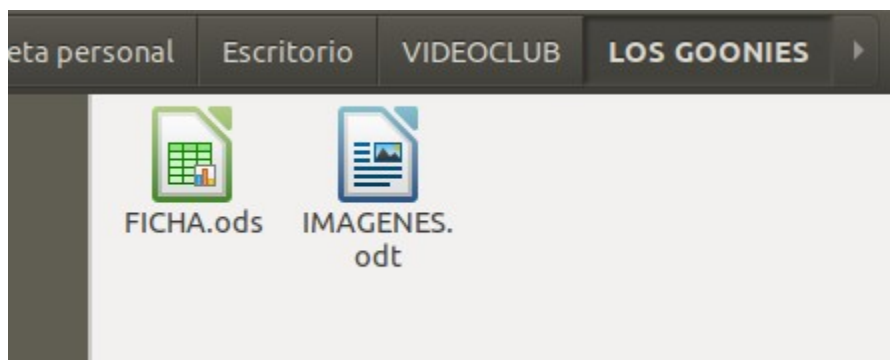 eta personal Escritorio VIDEOCLUB LOS GOONIES
FICHA.ods IMAGENES.
odt